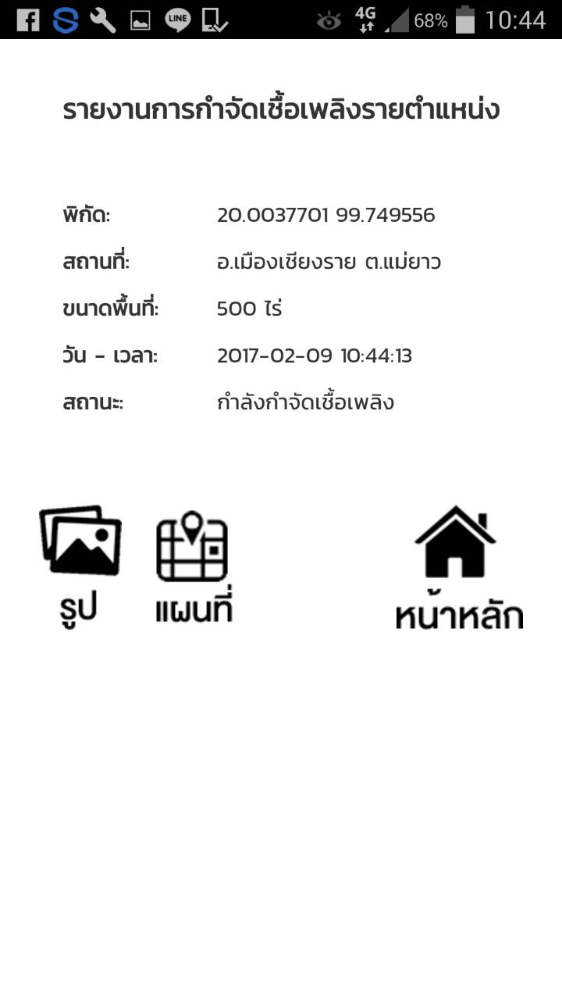 LINE 4G 68% 10:44
รายงานการกำจัดเชื้อเพลิงรายตำแหน่ง
พิกัด: 20.0037701 99.749556
สถานที่: อ.เมืองเชียงราย ต.แม่ยาว
ขนาดพื้นที่: 500 ไร่
วัน - เวลา: 2017-02-09 10:44:13
สถานะ: กำลังกำจัดเชื้อเพลิง
รูป แผนที่ หน้าหลัก